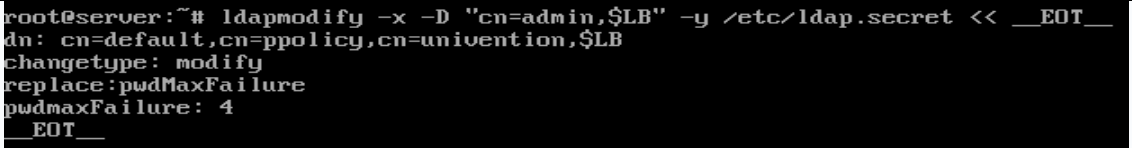 root@server:~# ldapmodify -x -D "cn=admin,$LB" -y /etc/ldap.secret << __EOT__
dn: cn=default,cn=ppolicy,cn=univention,$LB
changetype: modify
replace:pwdMaxFailure
pwdmaxFailure: 4
__EOT__